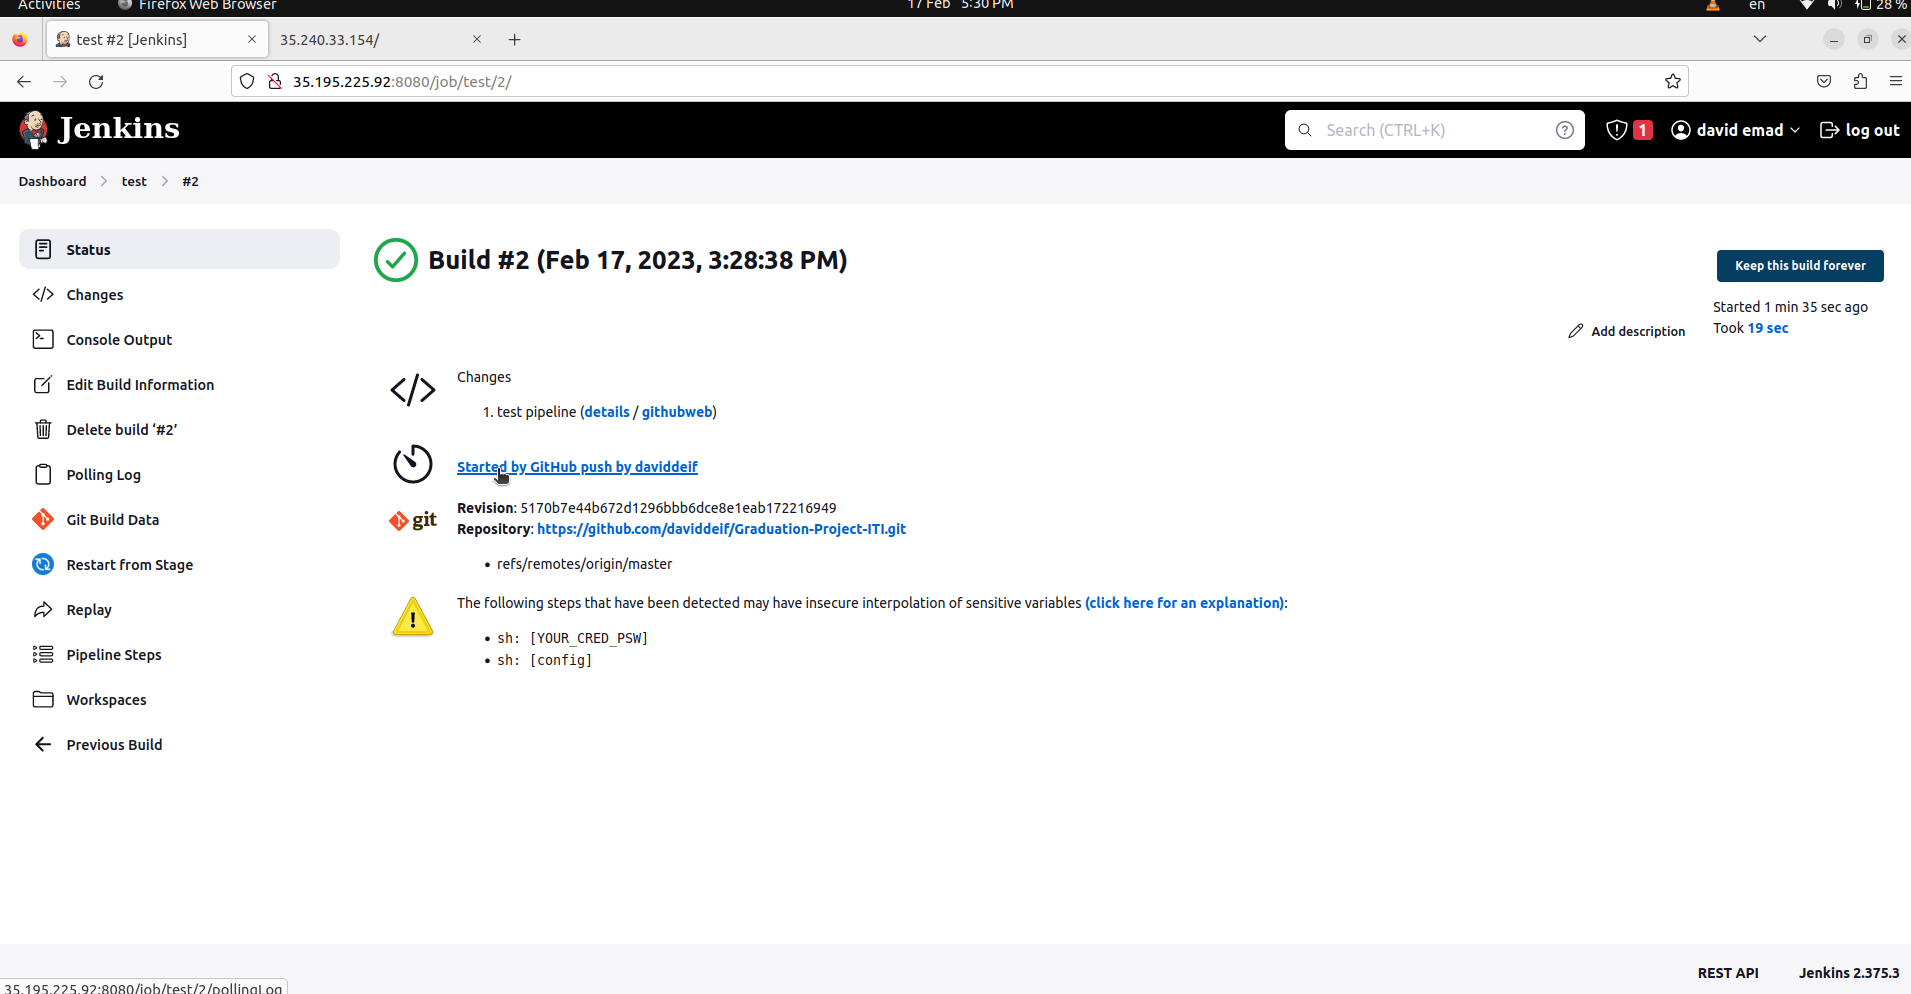 Activities Firefox Web Browser 17 Feb 5:30 PM en 28 %
test #2 [Jenkins] 35.240.33.154/
35.195.225.92:8080/job/test/2/
Jenkins Search (CTRL+K) 1 david emad log out
Dashboard test #2
Status
Changes
Console Output
Edit Build Information
Delete build ‘#2’
Polling Log
Git Build Data
Restart from Stage
Replay
Pipeline Steps
Workspaces
Previous Build
Build #2 (Feb 17, 2023, 3:28:38 PM)
Keep this build forever
Started 1 min 35 sec ago
Took 19 sec
Add description
Changes
1. test pipeline (details / githubweb)
Started by GitHub push by daviddeif
git
Revision: 5170b7e44b672d1296bbb6dce8e1eab172216949
Repository: https://github.com/daviddeif/Graduation-Project-ITI.git
• refs/remotes/origin/master
The following steps that have been detected may have insecure interpolation of sensitive variables (click here for an explanation):
• sh: [YOUR_CRED_PSW]
• sh: [config]
REST API Jenkins 2.375.3
35.195.225.92:8080/job/test/2/pollingLog